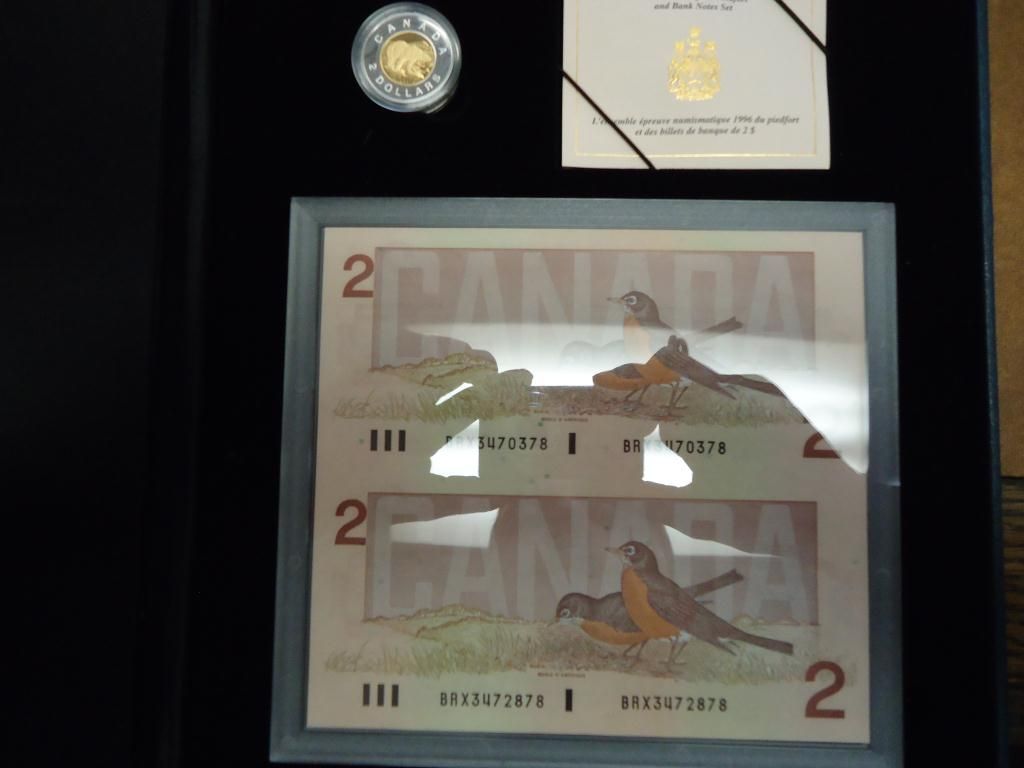 CANADA
2 DOLLARS
and Bank Notes Set
L'ensemble épreuve numismatique 1996 du piedfort
et des billets de banque de 2 $
2
CANADA
BRX3470378 BRX3470378
2
2
CANADA
BRX3472878 BRX3472878
2